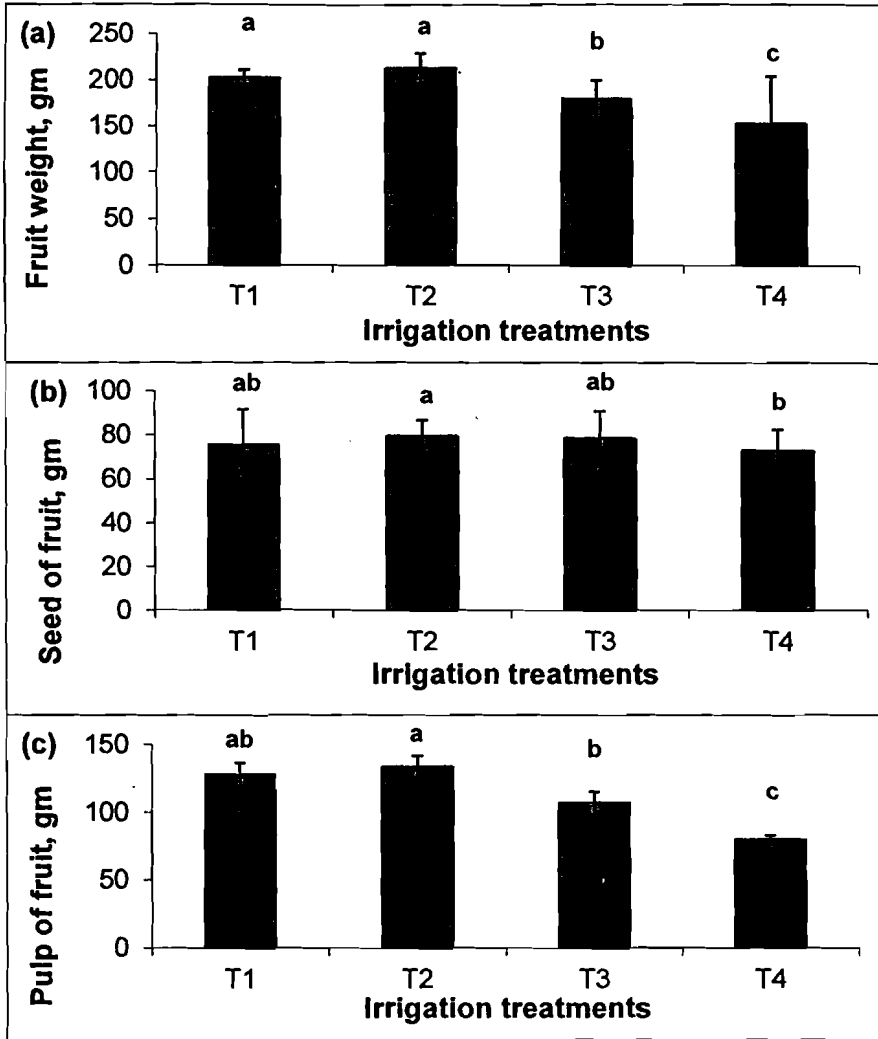 (a)
Fruit weight, gm
250
200
150
100
50
0
a a b c
T1 T2 T3 T4
Irrigation treatments
(b)
Seed of fruit, gm
100
80
60
40
20
0
ab a ab b
T1 T2 T3 T4
Irrigation treatments
(c)
Pulp of fruit, gm
150
100
50
0
ab a b c
T1 T2 T3 T4
Irrigation treatments